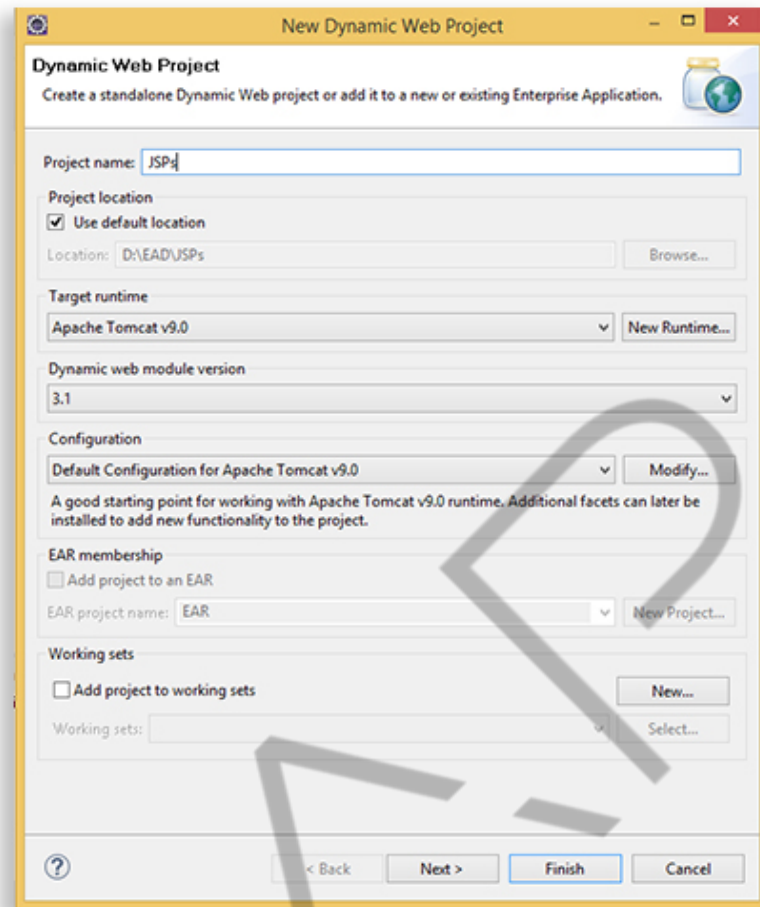 New Dynamic Web Project
Dynamic Web Project
Create a standalone Dynamic Web project or add it to a new or existing Enterprise Application.
Project name: JSPs
Project location
Use default location
Location: D:\EAD\JSPs Browse...
Target runtime
Apache Tomcat v9.0 New Runtime...
Dynamic web module version
3.1
Configuration
Default Configuration for Apache Tomcat v9.0 Modify...
A good starting point for working with Apache Tomcat v9.0 runtime. Additional facets can later be
installed to add new functionality to the project.
EAR membership
Add project to an EAR
EAR project name: EAR New Project...
Working sets
Add project to working sets New...
Working sets: Select...
< Back Next > Finish Cancel